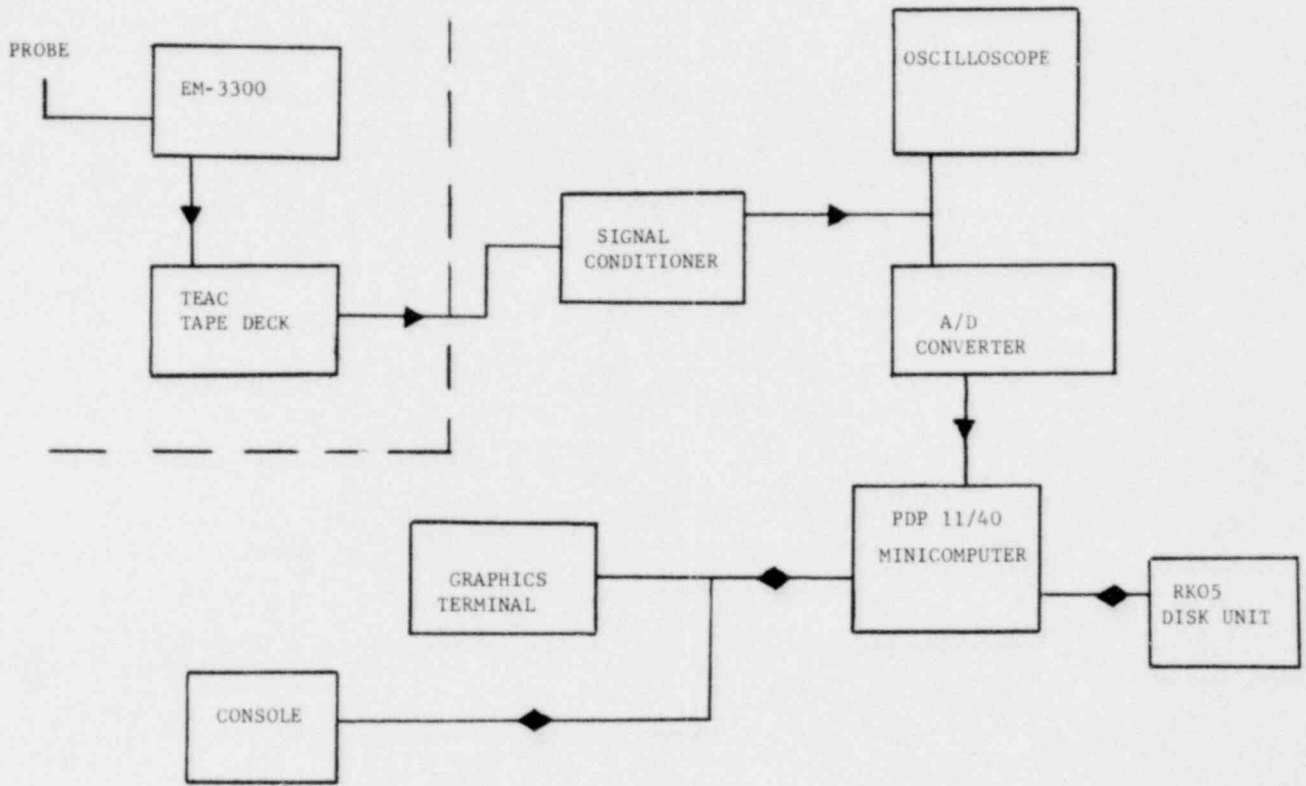 PROBE
EM-3300
TEAC
TAPE DECK
SIGNAL
CONDITIONER
OSCILLOSCOPE
A/D
CONVERTER
PDP 11/40
MINICOMPUTER
GRAPHICS
TERMINAL
RK05
DISK UNIT
CONSOLE